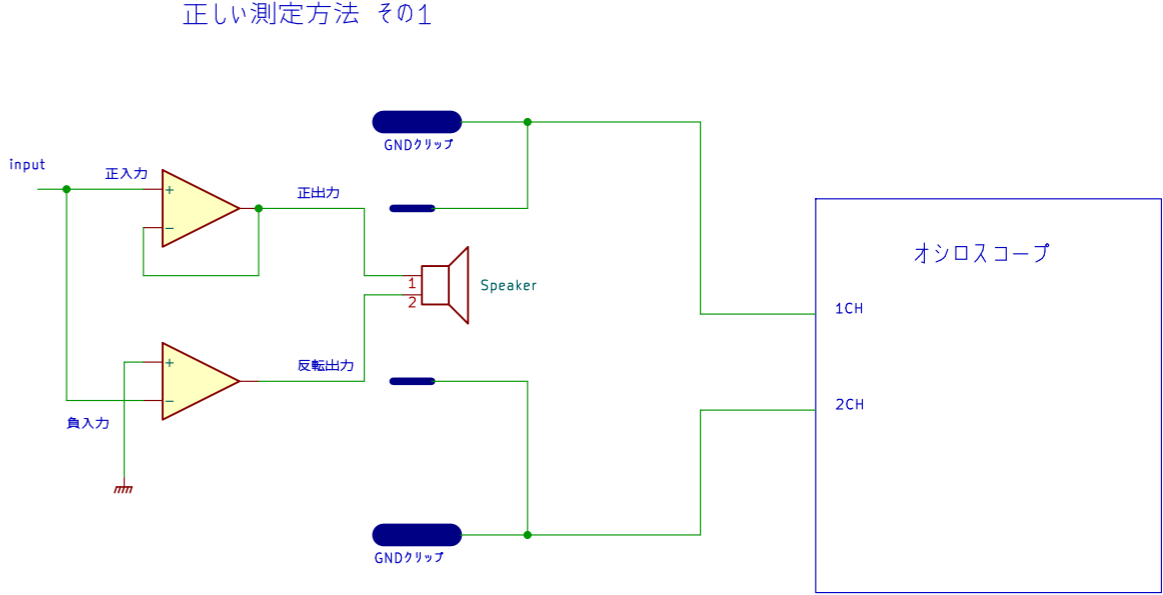 正しい測定方法 その1
GNDクリップ
input
正入力
+
−
正出力
オシロスコープ
1
2
Speaker
1CH
+
−
反転出力
2CH
負入力
GNDクリップ